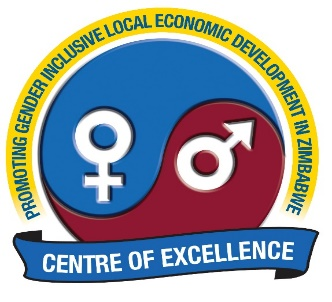 PROMOTING GENDER INCLUSIVE LOCAL ECONOMIC DEVELOPMENT IN ZIMBABWE
CENTRE OF EXCELLENCE